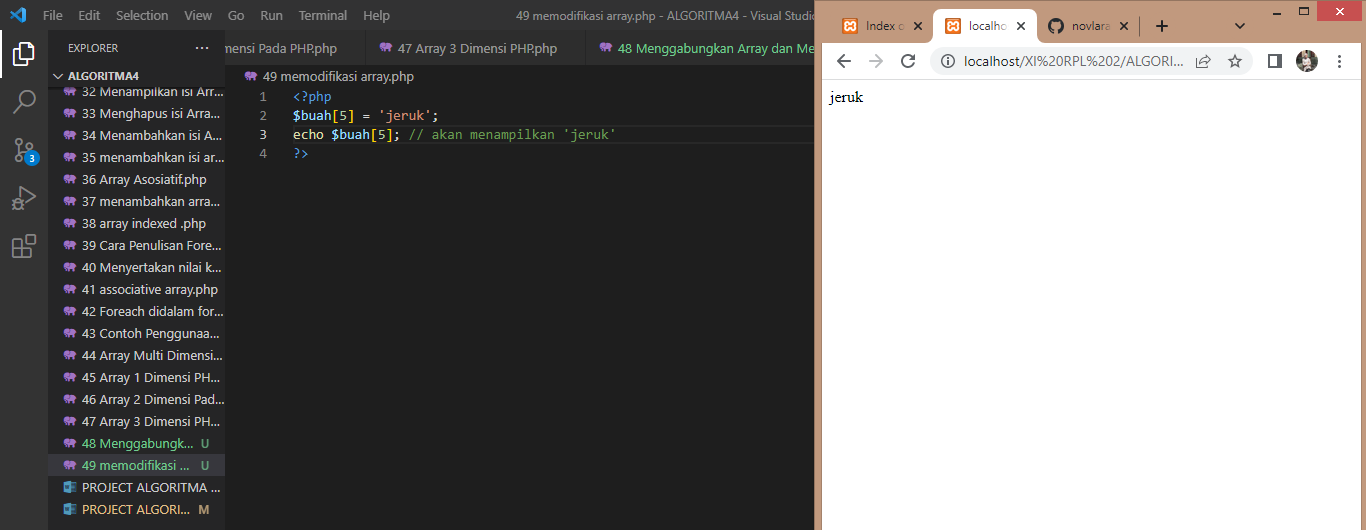 File Edit Selection View Go Run Terminal Help 49 memodifikasi array.php - ALGORITMA4 - Visual Studio
EXPLORER ...
ALGORITMA4
32 Menampilkan isi Arr...
33 Menghapus isi Arra...
34 Menambahkan isi A...
35 menambahkan isi ar...
36 Array Asosiatif.php
37 menambahkan arra...
38 array indexed .php
39 Cara Penulisan Fore...
40 Menyertakan nilai k...
41 associative array.php
42 Foreach didalam for...
43 Contoh Penggunaa...
44 Array Multi Dimensi...
45 Array 1 Dimensi PH...
46 Array 2 Dimensi Pad...
47 Array 3 Dimensi PH...
48 Menggabungk... U
49 memodifikasi ... U
PROJECT ALGORITMA ...
PROJECT ALGORI... M
3
mensi Pada PHP.php 47 Array 3 Dimensi PHP.php 48 Menggabungkan Array dan Me
49 memodifikasi array.php
1 <?php
2 $buah[5] = 'jeruk';
3 echo $buah[5]; // akan menampilkan 'jeruk'
4 ?>
Index o localho novlara
localhost/XI%20RPL%202/ALGORI...
jeruk